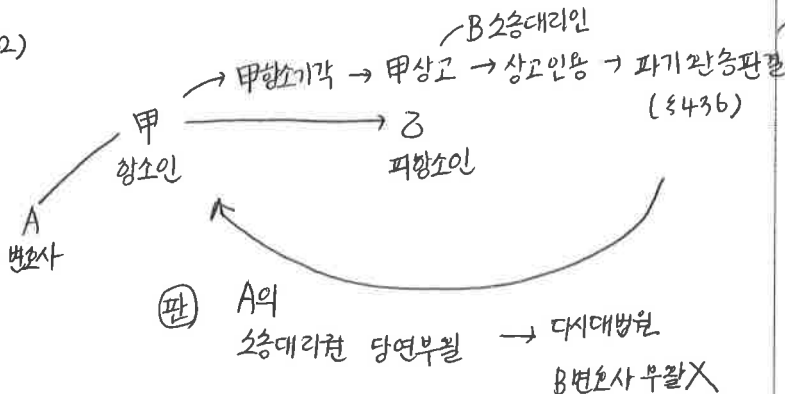 2)
B 소송대리인
甲항소기각 → 甲상고 → 상고인용 → 파기환송판결
(§436)
甲 → 乙
항소인 피항소인
A
변호사
판 A의
소송대리권 당연부활 → 다시대법원
B변호사 부활X